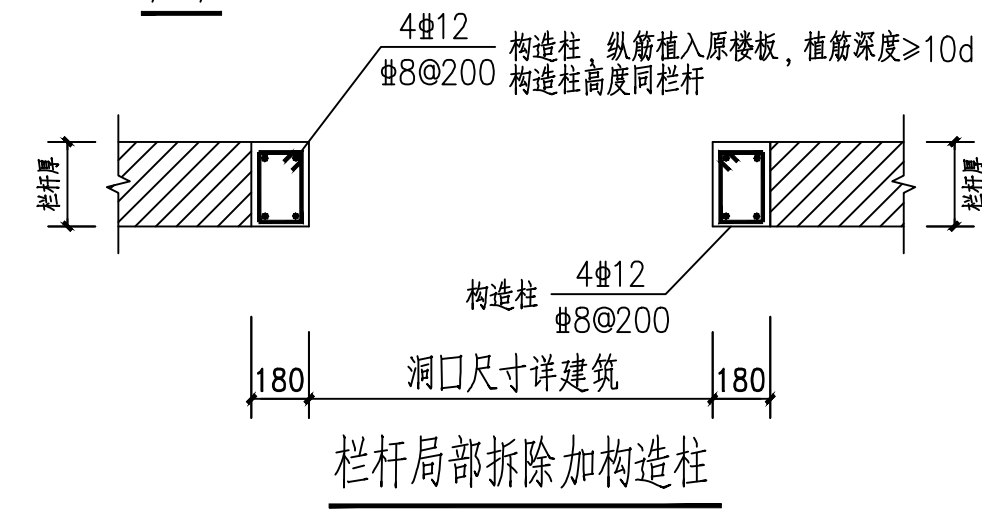 4⌽12
⌽8@200
构造柱，纵筋植入原楼板，植筋深度≥10d
构造柱高度同栏杆
栏杆厚
栏杆厚
构造柱
4⌽12
⌽8@200
180
洞口尺寸详建筑
180
栏杆局部拆除加构造柱